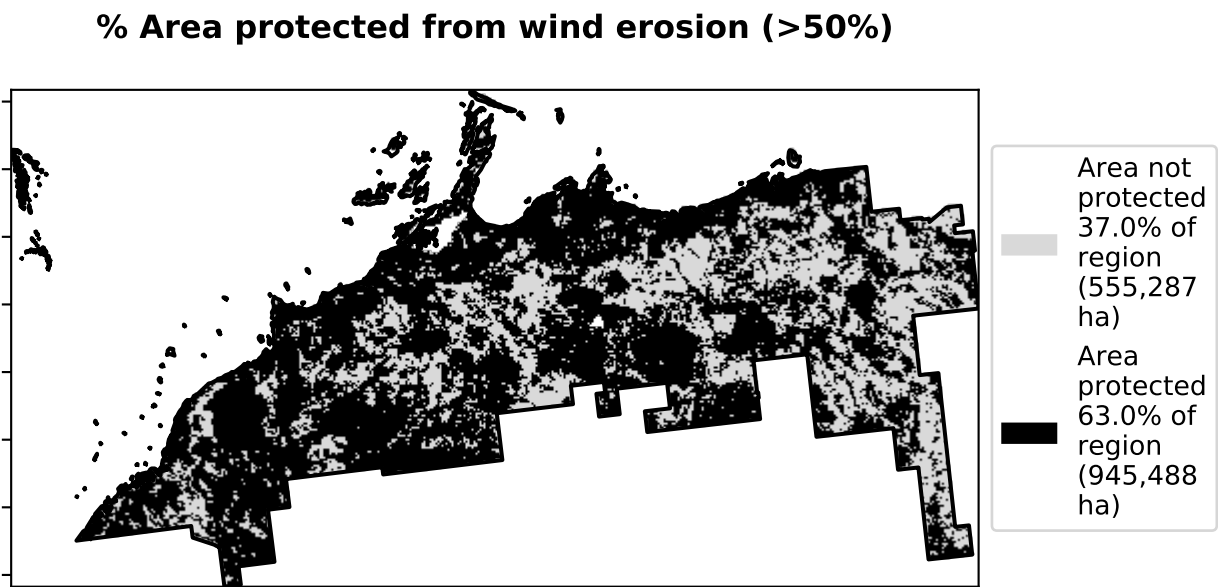 % Area protected from wind erosion (>50%)
Area not
protected
37.0% of
region
(555,287
ha)
Area
protected
63.0% of
region
(945,488
ha)